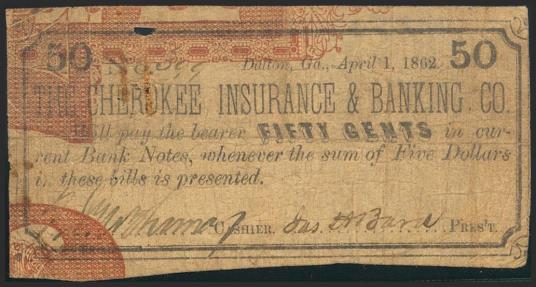 50 Dalton, Ga., April 1, 1862. 50
THE CHEROKEE INSURANCE & BANKING CO.
Will pay the bearer FIFTY CENTS in cur-
rent Bank Notes, whenever the sum of Five Dollars
in these bills is presented.
CASHIER. PRES'T.